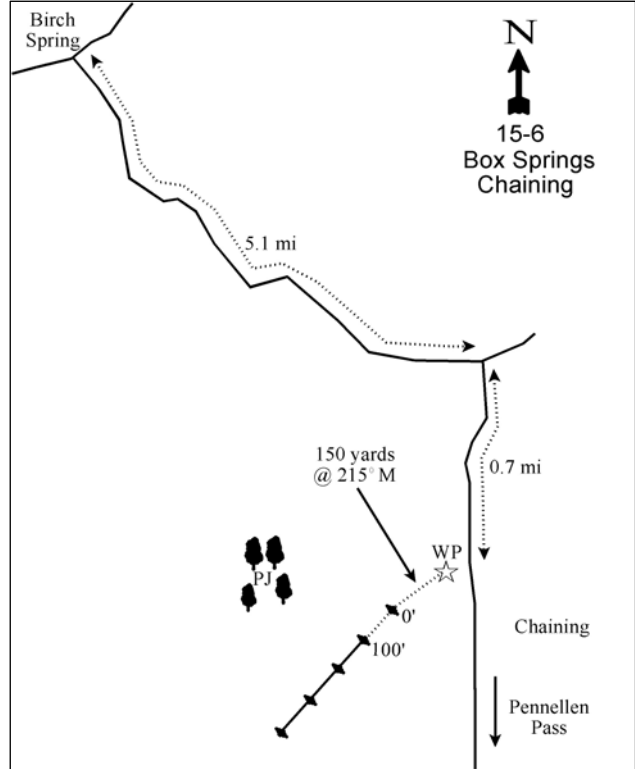 Birch
Spring
N
15-6
Box Springs
Chaining
5.1 mi
150 yards
@ 215° M
0.7 mi
WP
PJ
0'
100'
Chaining
Pennellen
Pass